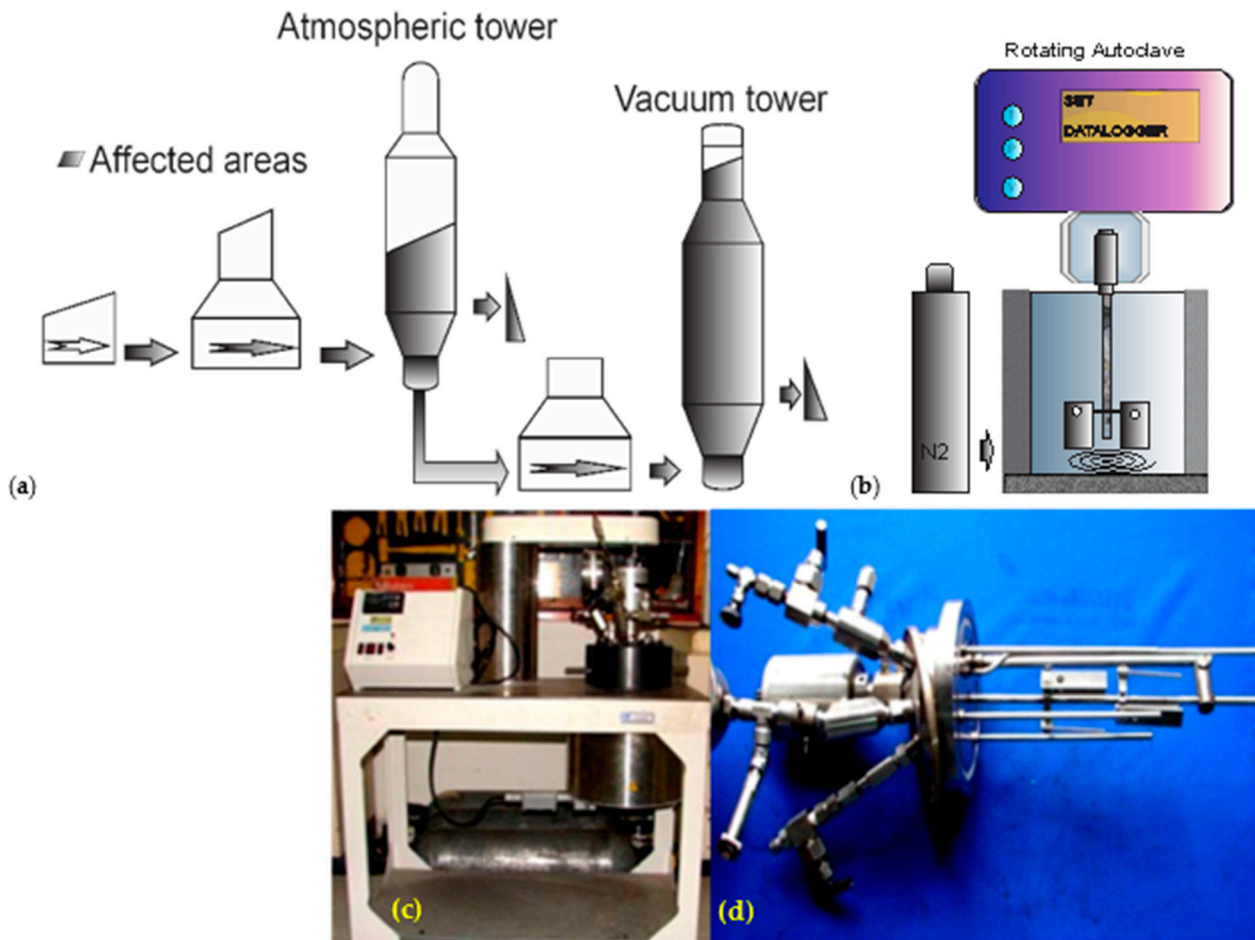 Atmospheric tower
Vacuum tower
Affected areas
(a)
Rotating Autoclave
SET
DATALOGGER
N2
(b)
(c)
(d)